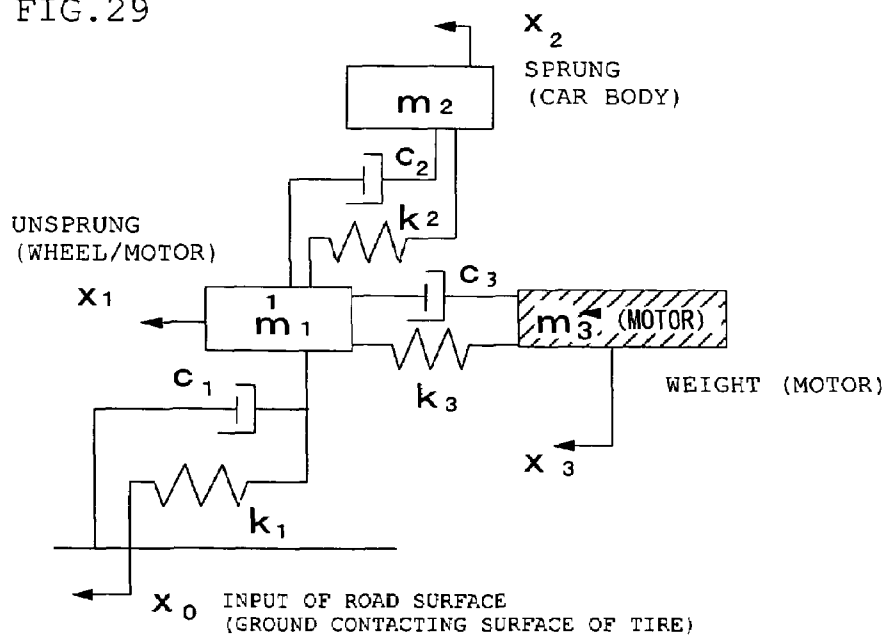 FIG.29
x2
SPRUNG
(CAR BODY)
m2
c2
k2
UNSPRUNG
(WHEEL/MOTOR)
x1
1
m1
c3
m3 (MOTOR)
k3
WEIGHT (MOTOR)
x3
c1
k1
x0
INPUT OF ROAD SURFACE
(GROUND CONTACTING SURFACE OF TIRE)